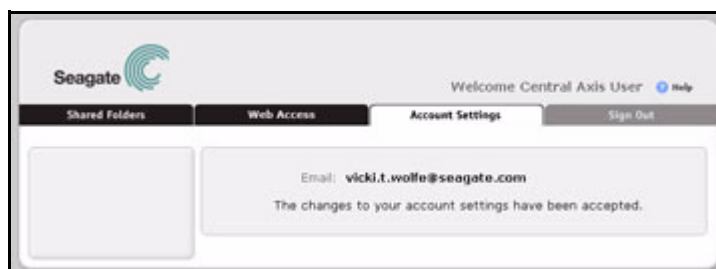 Seagate
Welcome Central Axis User ? Help
Shared Folders Web Access Account Settings Sign Out
Email: vicki.t.wolfe@seagate.com
The changes to your account settings have been accepted.